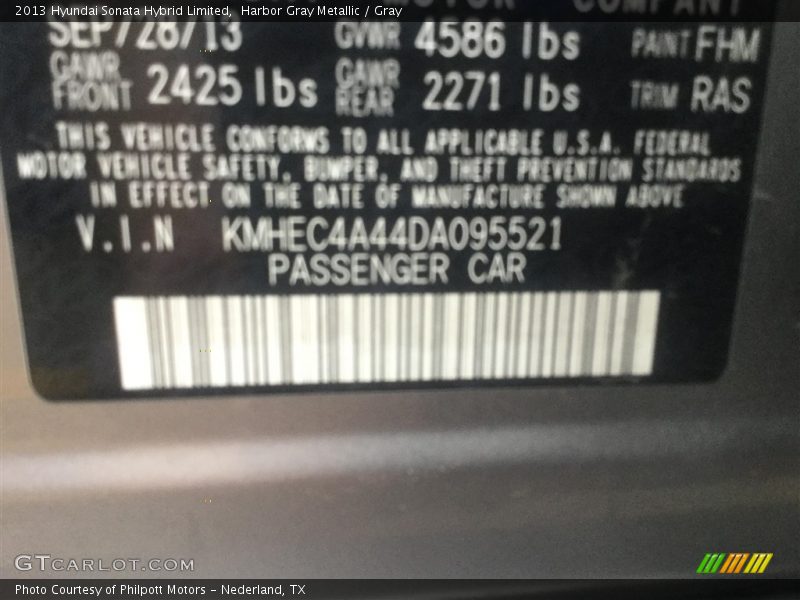 2013 Hyundai Sonata Hybrid Limited, Harbor Gray Metallic / Gray
MOTOR COMPANY
SEP/28/13 GVWR 4586 lbs PAINT FHM
GAWR FRONT 2425 lbs GAWR REAR 2271 lbs TRIM RAS
THIS VEHICLE CONFORMS TO ALL APPLICABLE U.S.A. FEDERAL
MOTOR VEHICLE SAFETY, BUMPER, AND THEFT PREVENTION STANDARDS
IN EFFECT ON THE DATE OF MANUFACTURE SHOWN ABOVE
V.I.N KMHEC4A44DA095521
PASSENGER CAR
GTCARLOT.COM
Photo Courtesy of Philpott Motors - Nederland, TX